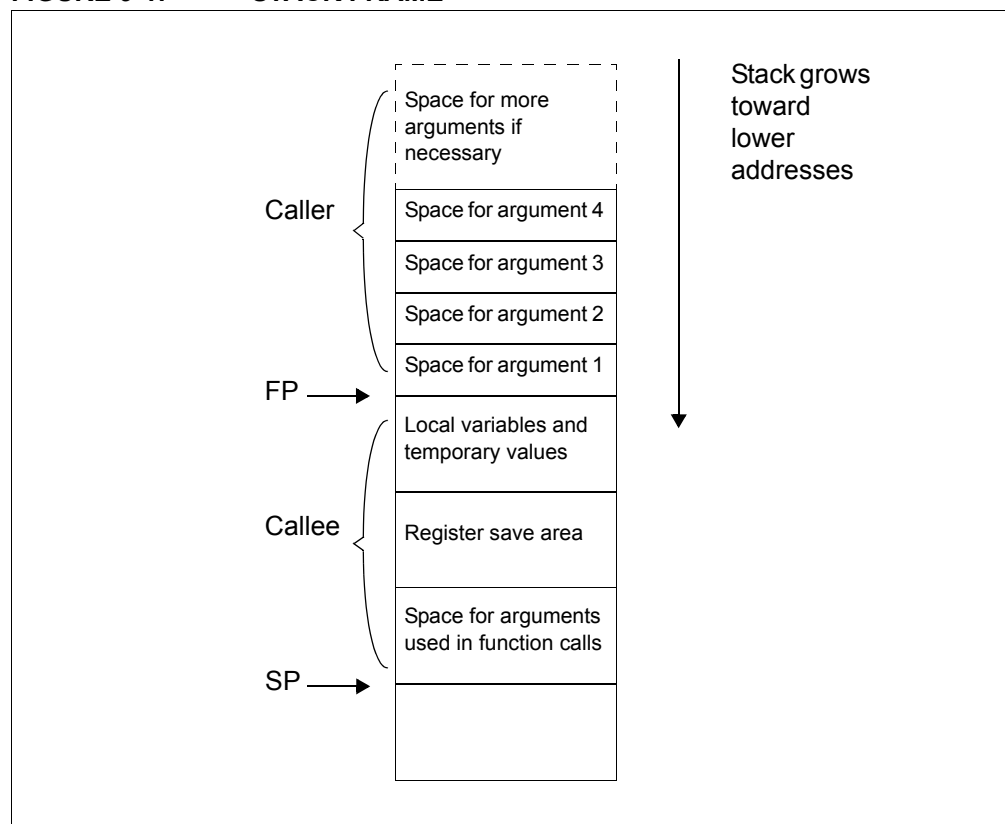 Space for more
arguments if
necessary
Stack grows
toward
lower
addresses
Caller
Space for argument 4
Space for argument 3
Space for argument 2
Space for argument 1
FP
Local variables and
temporary values
Callee
Register save area
Space for arguments
used in function calls
SP